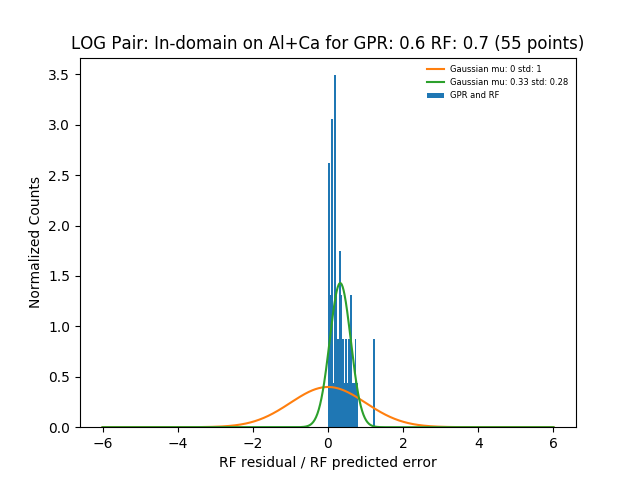 LOG Pair: In-domain on Al+Ca for GPR: 0.6 RF: 0.7 (55 points)
Gaussian mu: 0 std: 1
Gaussian mu: 0.33 std: 0.28
GPR and RF
Normalized Counts
3.5
3.0
2.5
2.0
1.5
1.0
0.5
0.0
−6 −4 −2 0 2 4 6
RF residual / RF predicted error